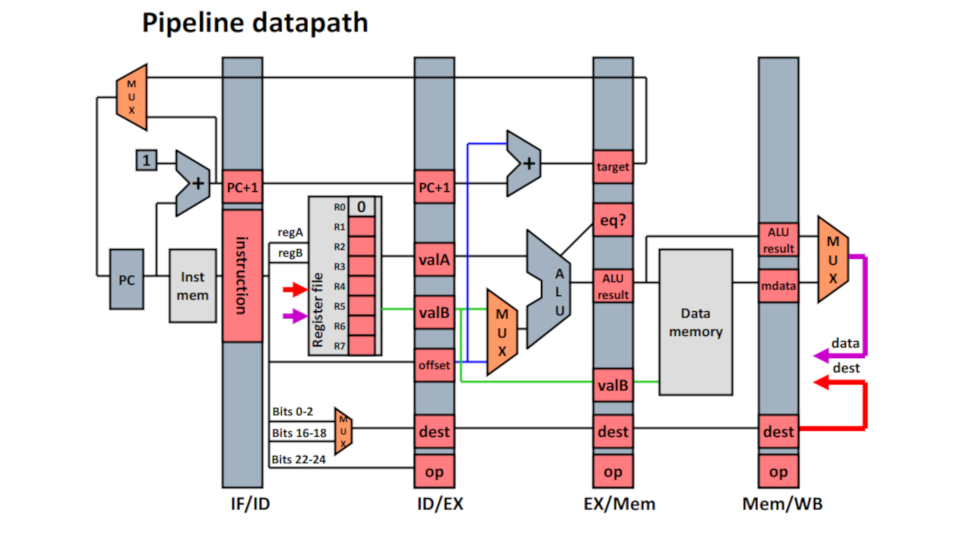 Pipeline datapath
M
U
X
1
+
PC+1
PC
Inst
mem
instruction
regA
regB
Register file
R0
0
R1
R2
R3
R4
R5
R6
R7
Bits 0-2
Bits 16-18
Bits 22-24
M
U
X
PC+1
valA
valB
offset
dest
op
+
M
U
X
A
L
U
target
eq?
ALU
result
valB
dest
op
Data
memory
ALU
result
mdata
dest
op
M
U
X
data
dest
IF/ID
ID/EX
EX/Mem
Mem/WB